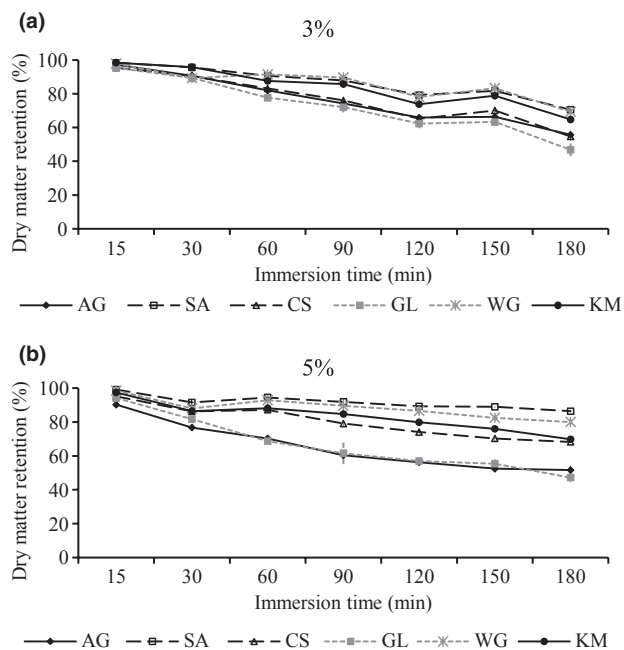 (a)
3%
Dry matter retention (%)
100
80
60
40
20
0
15 30 60 90 120 150 180
Immersion time (min)
AG SA CS GL WG KM
(b)
5%
Dry matter retention (%)
100
80
60
40
20
0
15 30 60 90 120 150 180
Immersion time (min)
AG SA CS GL WG KM